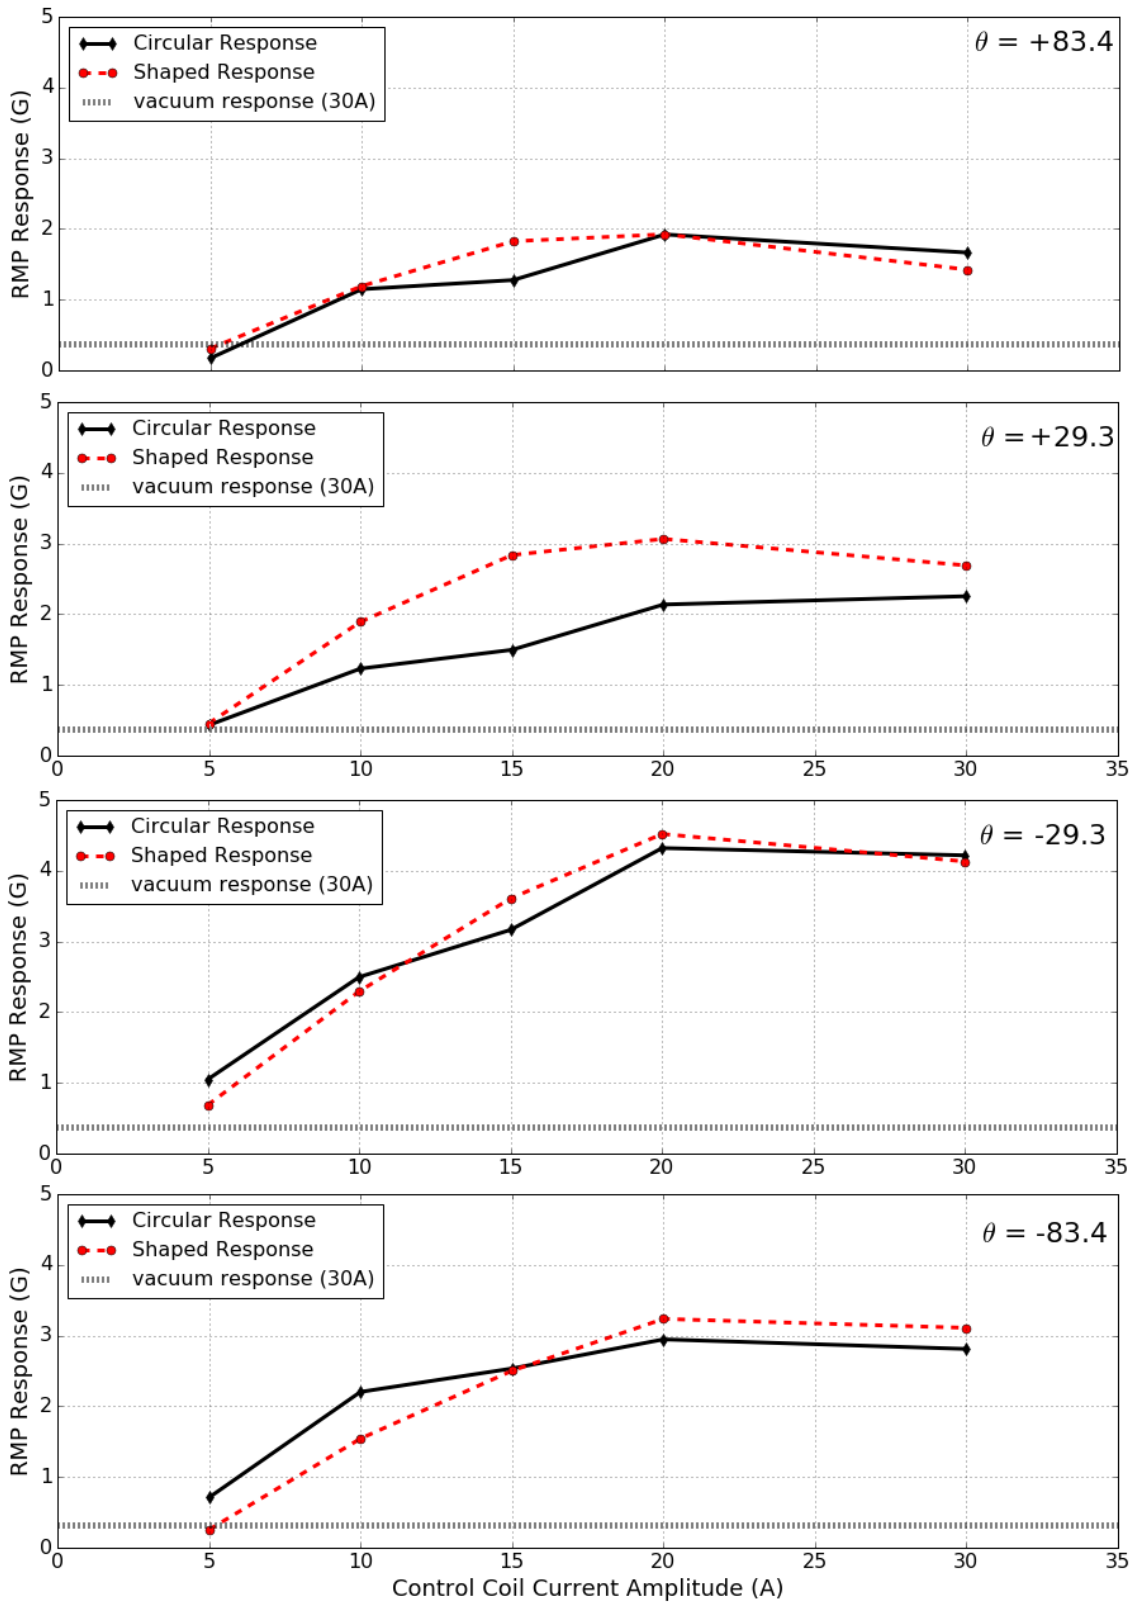 5
4
3
2
1
0
RMP Response (G)
Circular Response
Shaped Response
vacuum response (30A)
θ = +83.4
5
4
3
2
1
0
RMP Response (G)
Circular Response
Shaped Response
vacuum response (30A)
θ = +29.3
0 5 10 15 20 25 30 35
5
4
3
2
1
0
RMP Response (G)
Circular Response
Shaped Response
vacuum response (30A)
θ = -29.3
0 5 10 15 20 25 30 35
5
4
3
2
1
0
RMP Response (G)
Circular Response
Shaped Response
vacuum response (30A)
θ = -83.4
0 5 10 15 20 25 30 35
Control Coil Current Amplitude (A)